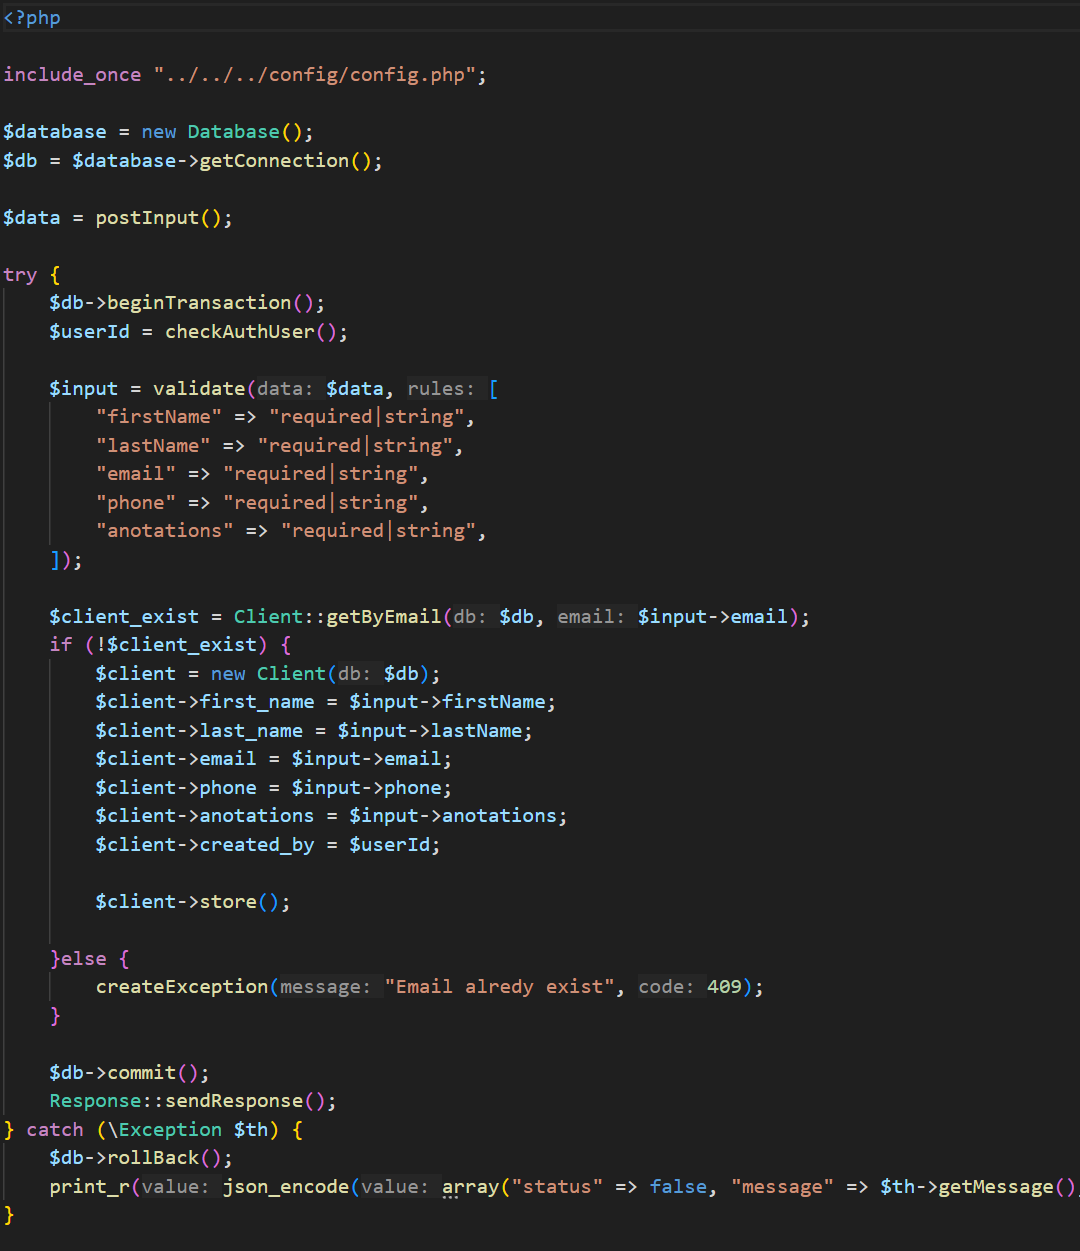 <?php
include_once "../../../config/config.php";
$database = new Database();
$db = $database->getConnection();
$data = postInput();
try {
    $db->beginTransaction();
    $userId = checkAuthUser();
    $input = validate(data: $data, rules: [
        "firstName" => "required|string",
        "lastName" => "required|string",
        "email" => "required|string",
        "phone" => "required|string",
        "anotations" => "required|string",
    ]);
    $client_exist = Client::getByEmail(db: $db, email: $input->email);
    if (!$client_exist) {
        $client = new Client(db: $db);
        $client->first_name = $input->firstName;
        $client->last_name = $input->lastName;
        $client->email = $input->email;
        $client->phone = $input->phone;
        $client->anotations = $input->anotations;
        $client->created_by = $userId;
        $client->store();
    }else {
        createException(message: "Email alredy exist", code: 409);
    }
    $db->commit();
    Response::sendResponse();
} catch (\Exception $th) {
    $db->rollBack();
    print_r(value: json_encode(value: array("status" => false, "message" => $th->getMessage()
}